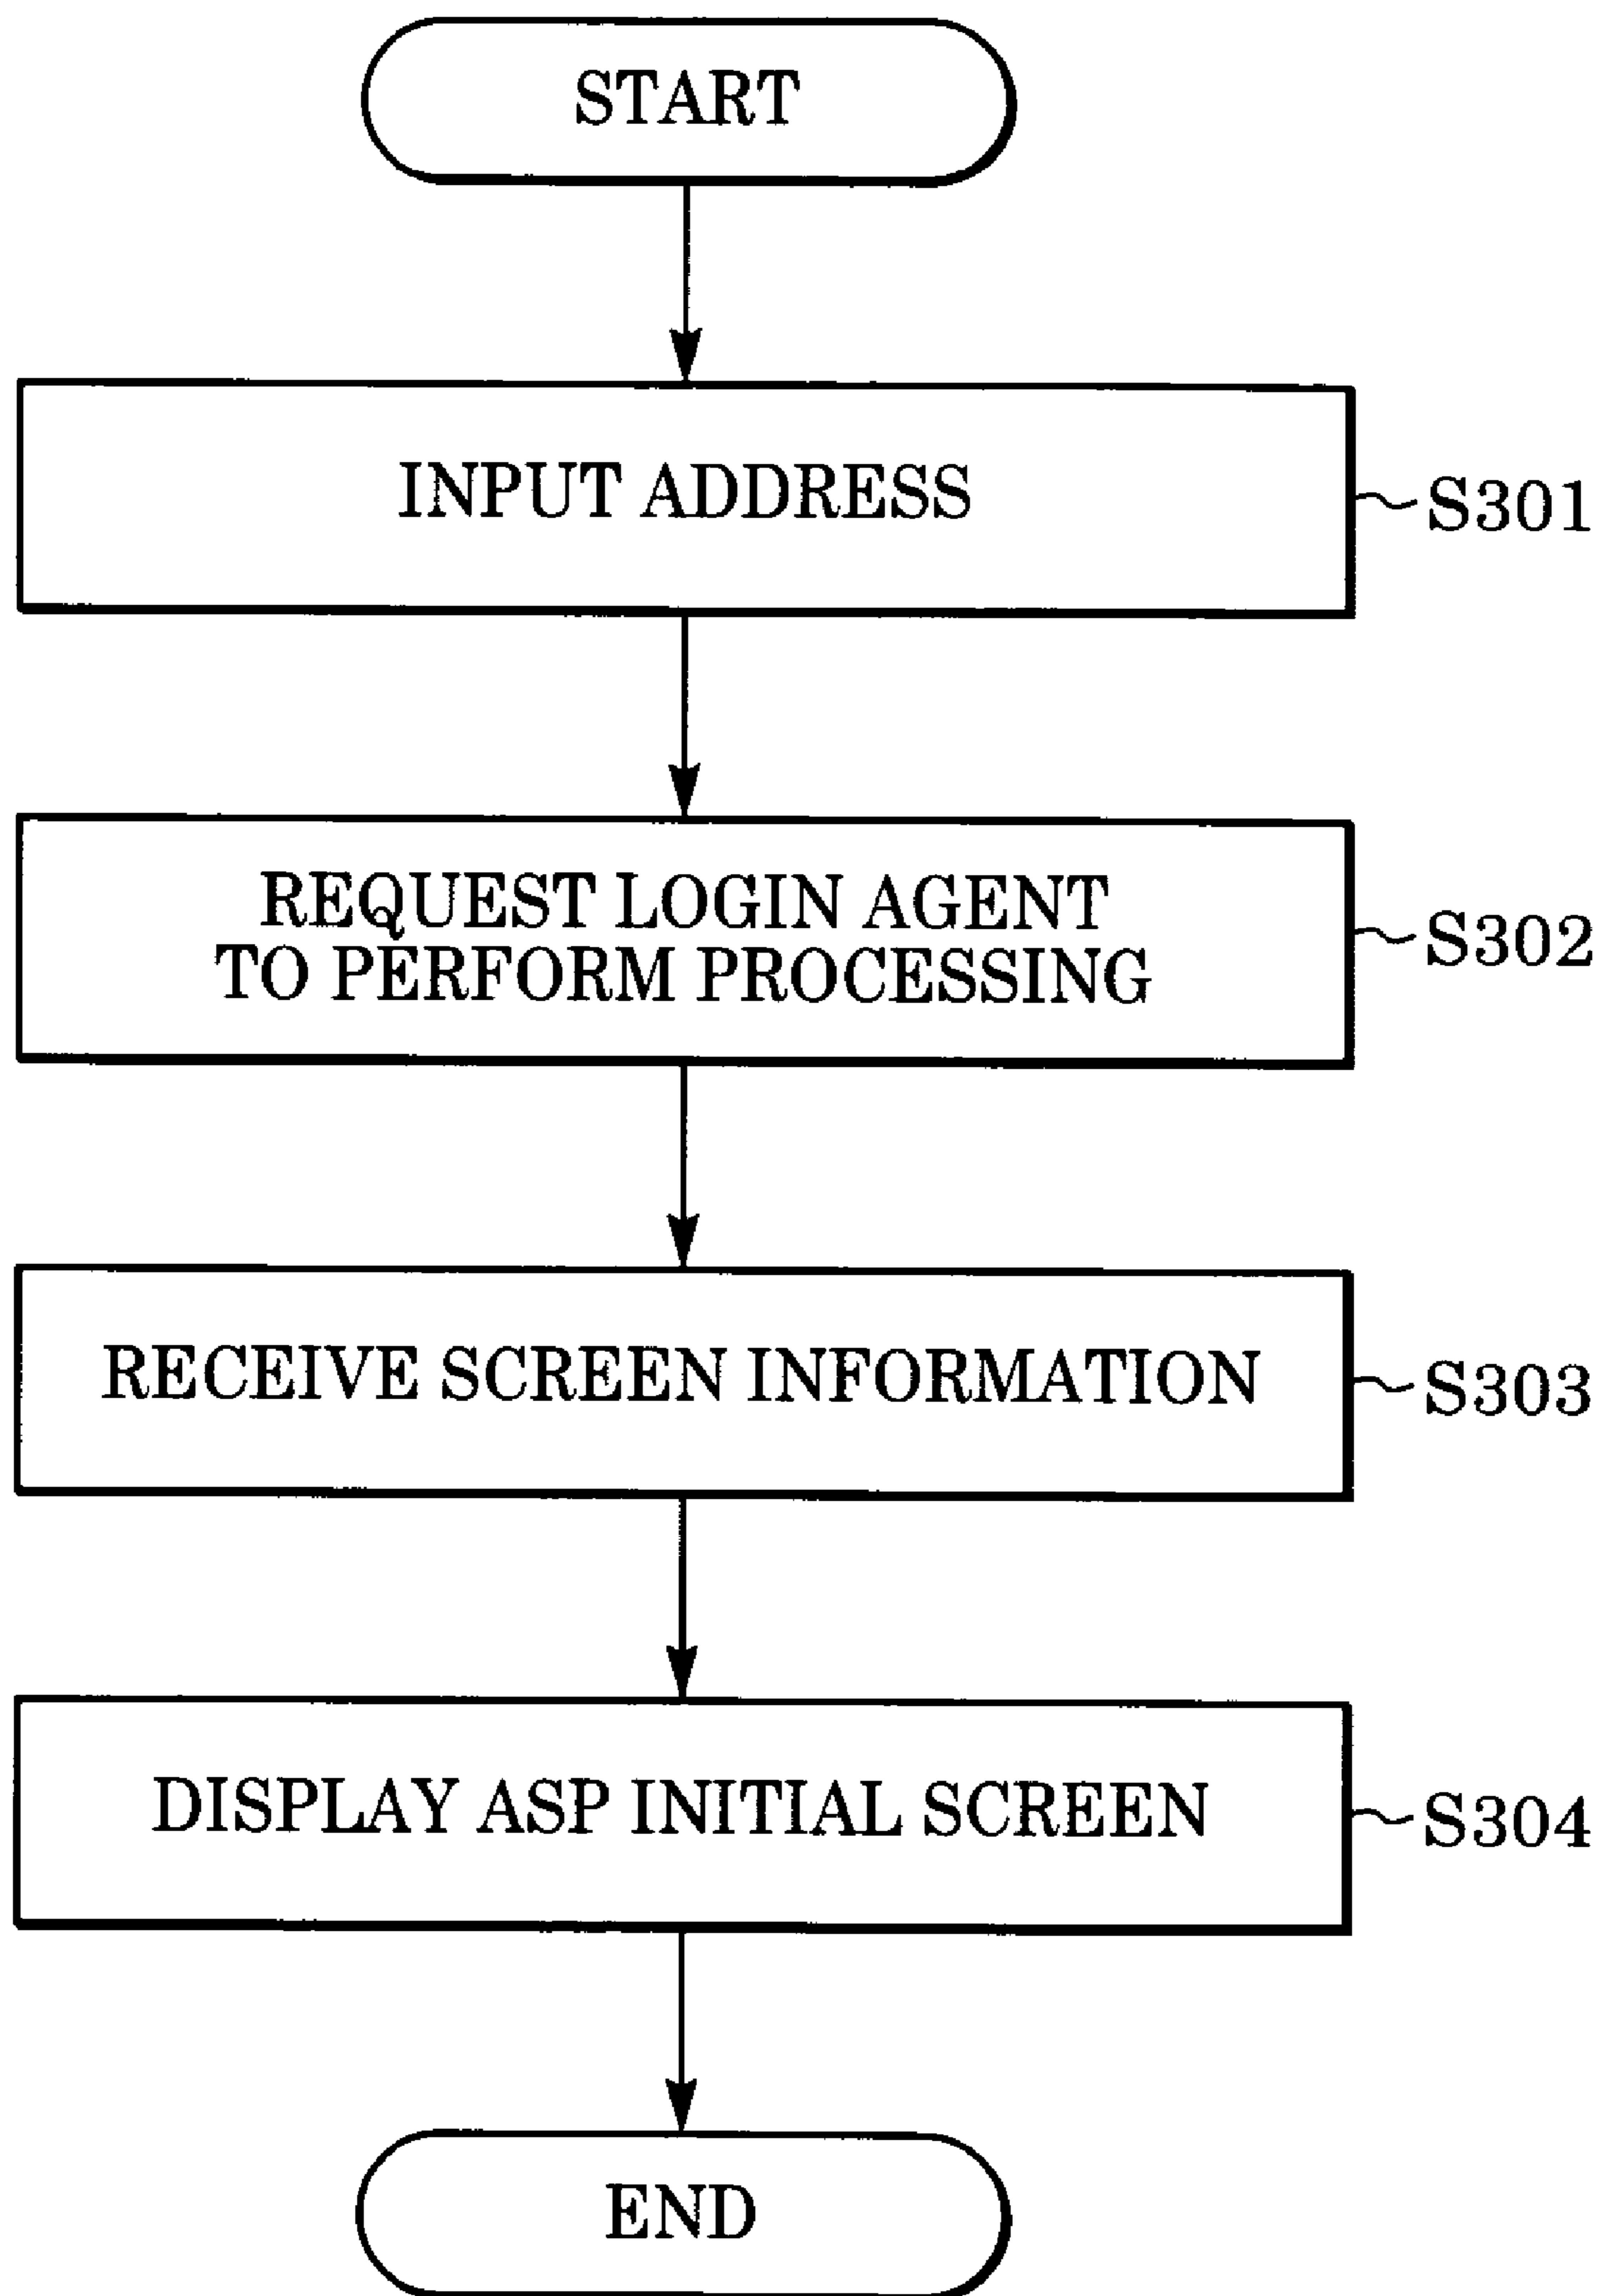 START
INPUT ADDRESS
S301
REQUEST LOGIN AGENT
TO PERFORM PROCESSING
S302
RECEIVE SCREEN INFORMATION
S303
DISPLAY ASP INITIAL SCREEN
S304
END